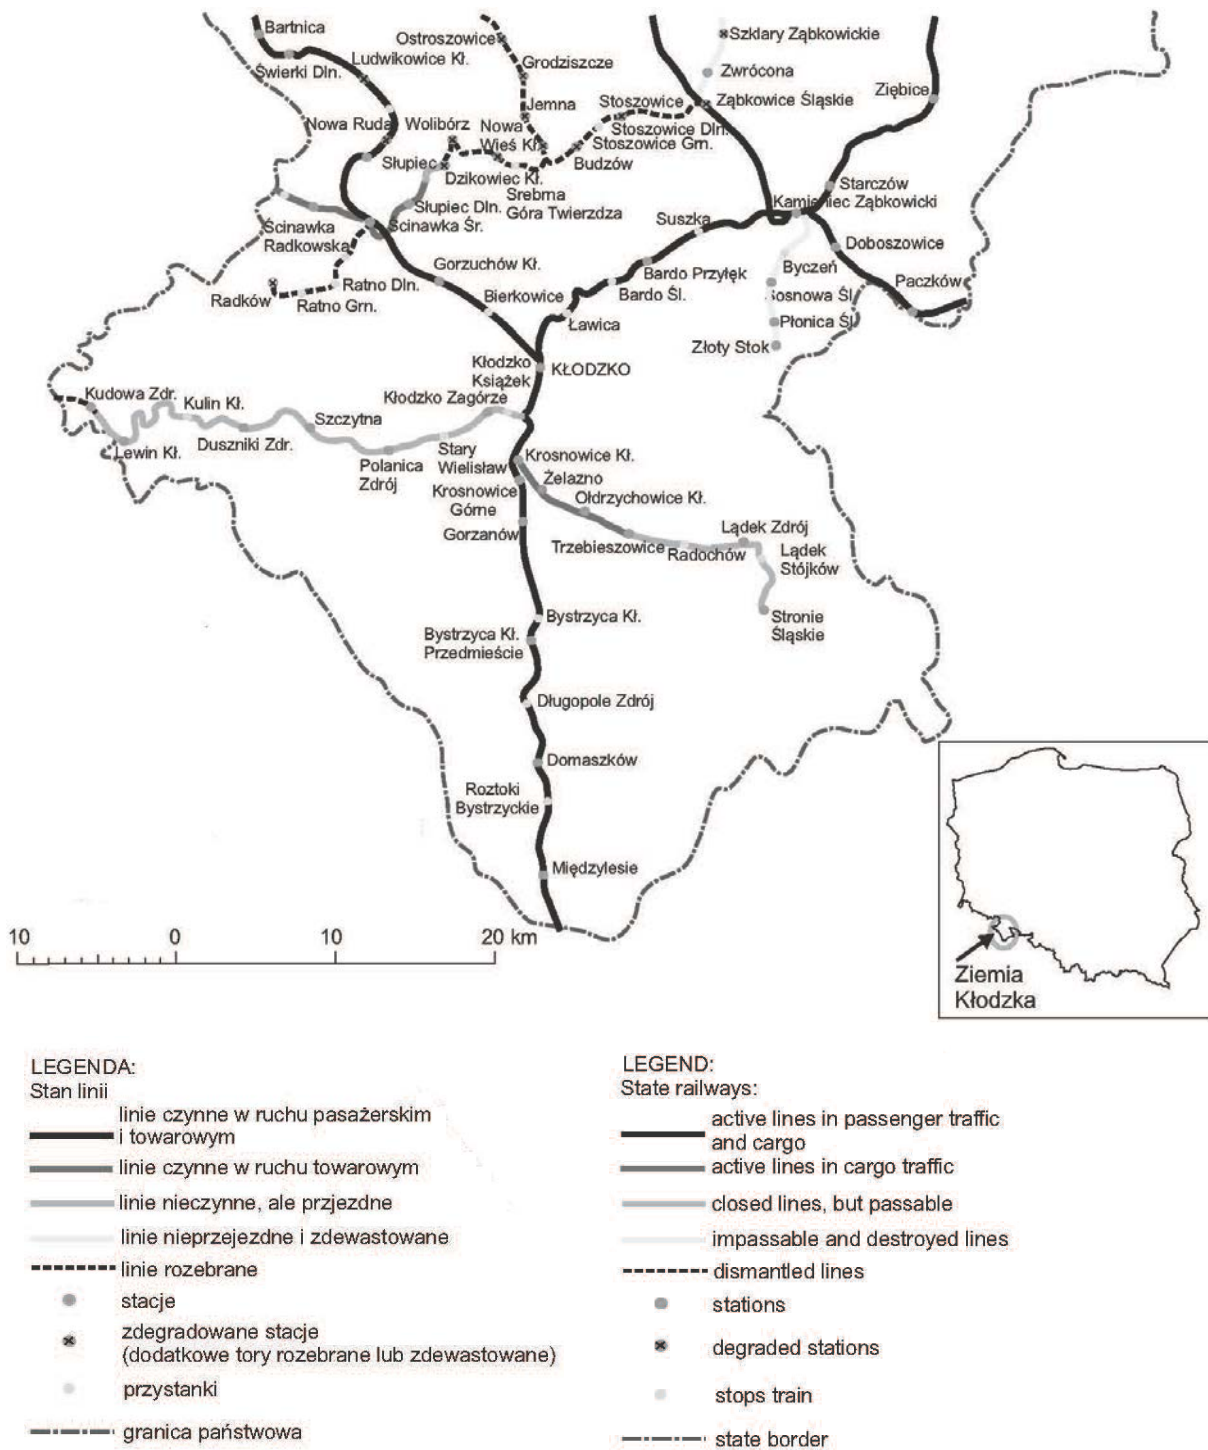 Bartnica
Świerki Dln.
Ludwikowice Kł.
Nowa Ruda
Ostroszowice
Grodziszcze
Jemna
Wolibórz
Nowa
Wieś Kł.
Słupiec
Dzikowiec Kł.
Srebrna
Góra Twierdza
Stoszowice
Stoszowice Dln.
Stoszowice Grn.
Budzów
Szklary Ząbkowickie
Zwrócona
Ząbkowice Śląskie
Ziębice
Starczów
Kamieniec Ząbkowicki
Słupiec Dln.
Ścinawka Śr.
Ścinawka
Radkowska
Suszka
Doboszowice
Gorzuchów Kł.
Bardo Przyłęk
Byczeń
Paczków
Radków
Ratno Dln.
Ratno Grn.
Bierkowice
Bardo Śl.
Sosnowa Śl
Ławica
Płonica Śl
Złoty Stok
Kłodzko
Książek
KŁODZKO
Kudowa Zdr.
Kulin Kł.
Kłodzko Zagórze
Szczytna
Lewin Kł.
Duszniki Zdr.
Polanica
Zdrój
Stary
Wielisław
Krosnowice Kł.
Żelazno
Krosnowice
Górne
Ołdrzychowice Kł.
Gorzanów
Trzebieszowice
Radochów
Lądek Zdrój
Lądek
Stójków
Stronie
Śląskie
Bystrzyca Kł.
Bystrzyca Kł.
Przedmieście
Długopole Zdrój
Domaszków
Roztoki
Bystrzyckie
Międzylesie
10 0 10 20 km
Ziemia
Kłodzka
LEGENDA:
Stan linii
linie czynne w ruchu pasażerskim
i towarowym
linie czynne w ruchu towarowym
linie nieczynne, ale przjezdne
linie nieprzejezdne i zdewastowane
linie rozebrane
stacje
zdegradowane stacje
(dodatkowe tory rozebrane lub zdewastowane)
przystanki
granica państwowa
LEGEND:
State railways:
active lines in passenger traffic
and cargo
active lines in cargo traffic
closed lines, but passable
impassable and destroyed lines
dismantled lines
stations
degraded stations
stops train
state border